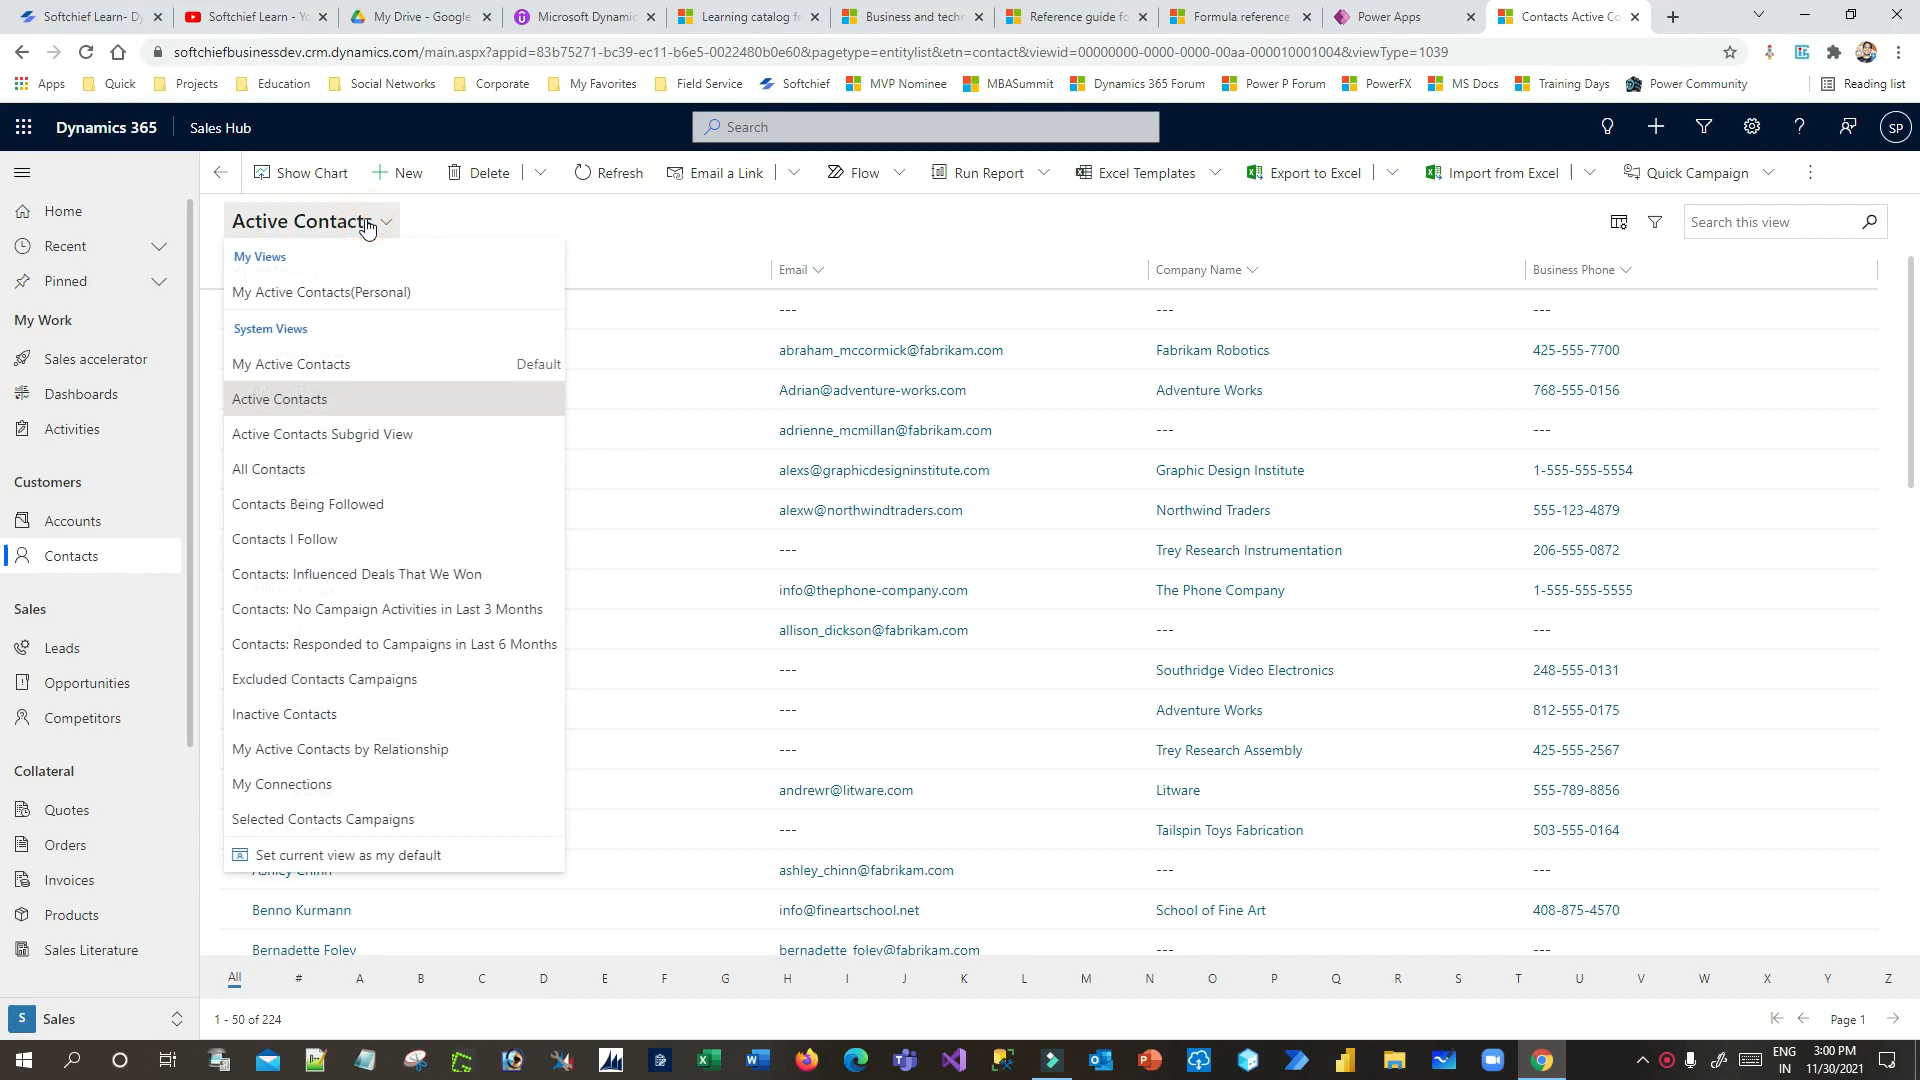 Softchief Learn- Dy
Softchief Learn - Yo
My Drive - Google
Microsoft Dynamic
Learning catalog fo
Business and techn
Reference guide fo
Formula reference
Power Apps
Contacts Active Co
softchiefbusinessdev.crm.dynamics.com/main.aspx?appid=83b75271-bc39-ec11-b6e5-0022480b0e60&pagetype=entitylist&etn=contact&viewid=00000000-0000-0000-00aa-000010001004&viewType=1039
Apps
Quick
Projects
Education
Social Networks
Corporate
My Favorites
Field Service
Softchief
MVP Nominee
MBASummit
Dynamics 365 Forum
Power P Forum
PowerFX
MS Docs
Training Days
Power Community
Reading list
Dynamics 365
Sales Hub
Search
SP
Show Chart
New
Delete
Refresh
Email a Link
Flow
Run Report
Excel Templates
Export to Excel
Import from Excel
Quick Campaign
Home
Recent
Pinned
My Work
Sales accelerator
Dashboards
Activities
Customers
Accounts
Contacts
Sales
Leads
Opportunities
Competitors
Collateral
Quotes
Orders
Invoices
Products
Sales Literature
S Sales
Active Contacts
Search this view
My Views
My Active Contacts(Personal)
System Views
My Active Contacts Default
Active Contacts
Active Contacts Subgrid View
All Contacts
Contacts Being Followed
Contacts I Follow
Contacts: Influenced Deals That We Won
Contacts: No Campaign Activities in Last 3 Months
Contacts: Responded to Campaigns in Last 6 Months
Excluded Contacts Campaigns
Inactive Contacts
My Active Contacts by Relationship
My Connections
Selected Contacts Campaigns
Set current view as my default
Email Company Name Business Phone
--- --- ---
abraham_mccormick@fabrikam.com Fabrikam Robotics 425-555-7700
Adrian@adventure-works.com Adventure Works 768-555-0156
adrienne_mcmillan@fabrikam.com --- ---
alexs@graphicdesigninstitute.com Graphic Design Institute 1-555-555-5554
alexw@northwindtraders.com Northwind Traders 555-123-4879
--- Trey Research Instrumentation 206-555-0872
info@thephone-company.com The Phone Company 1-555-555-5555
allison_dickson@fabrikam.com --- ---
--- Southridge Video Electronics 248-555-0131
--- Adventure Works 812-555-0175
--- Trey Research Assembly 425-555-2567
andrewr@litware.com Litware 555-789-8856
--- Tailspin Toys Fabrication 503-555-0164
Ashley Chinn ashley_chinn@fabrikam.com --- ---
Benno Kurmann info@fineartschool.net School of Fine Art 408-875-4570
Bernadette Foley bernadette_foley@fabrikam.com --- ---
All # A B C D E F G H I J K L M N O P Q R S T U V W X Y Z
1 - 50 of 224
Page 1
ENG
IN
3:00 PM
11/30/2021